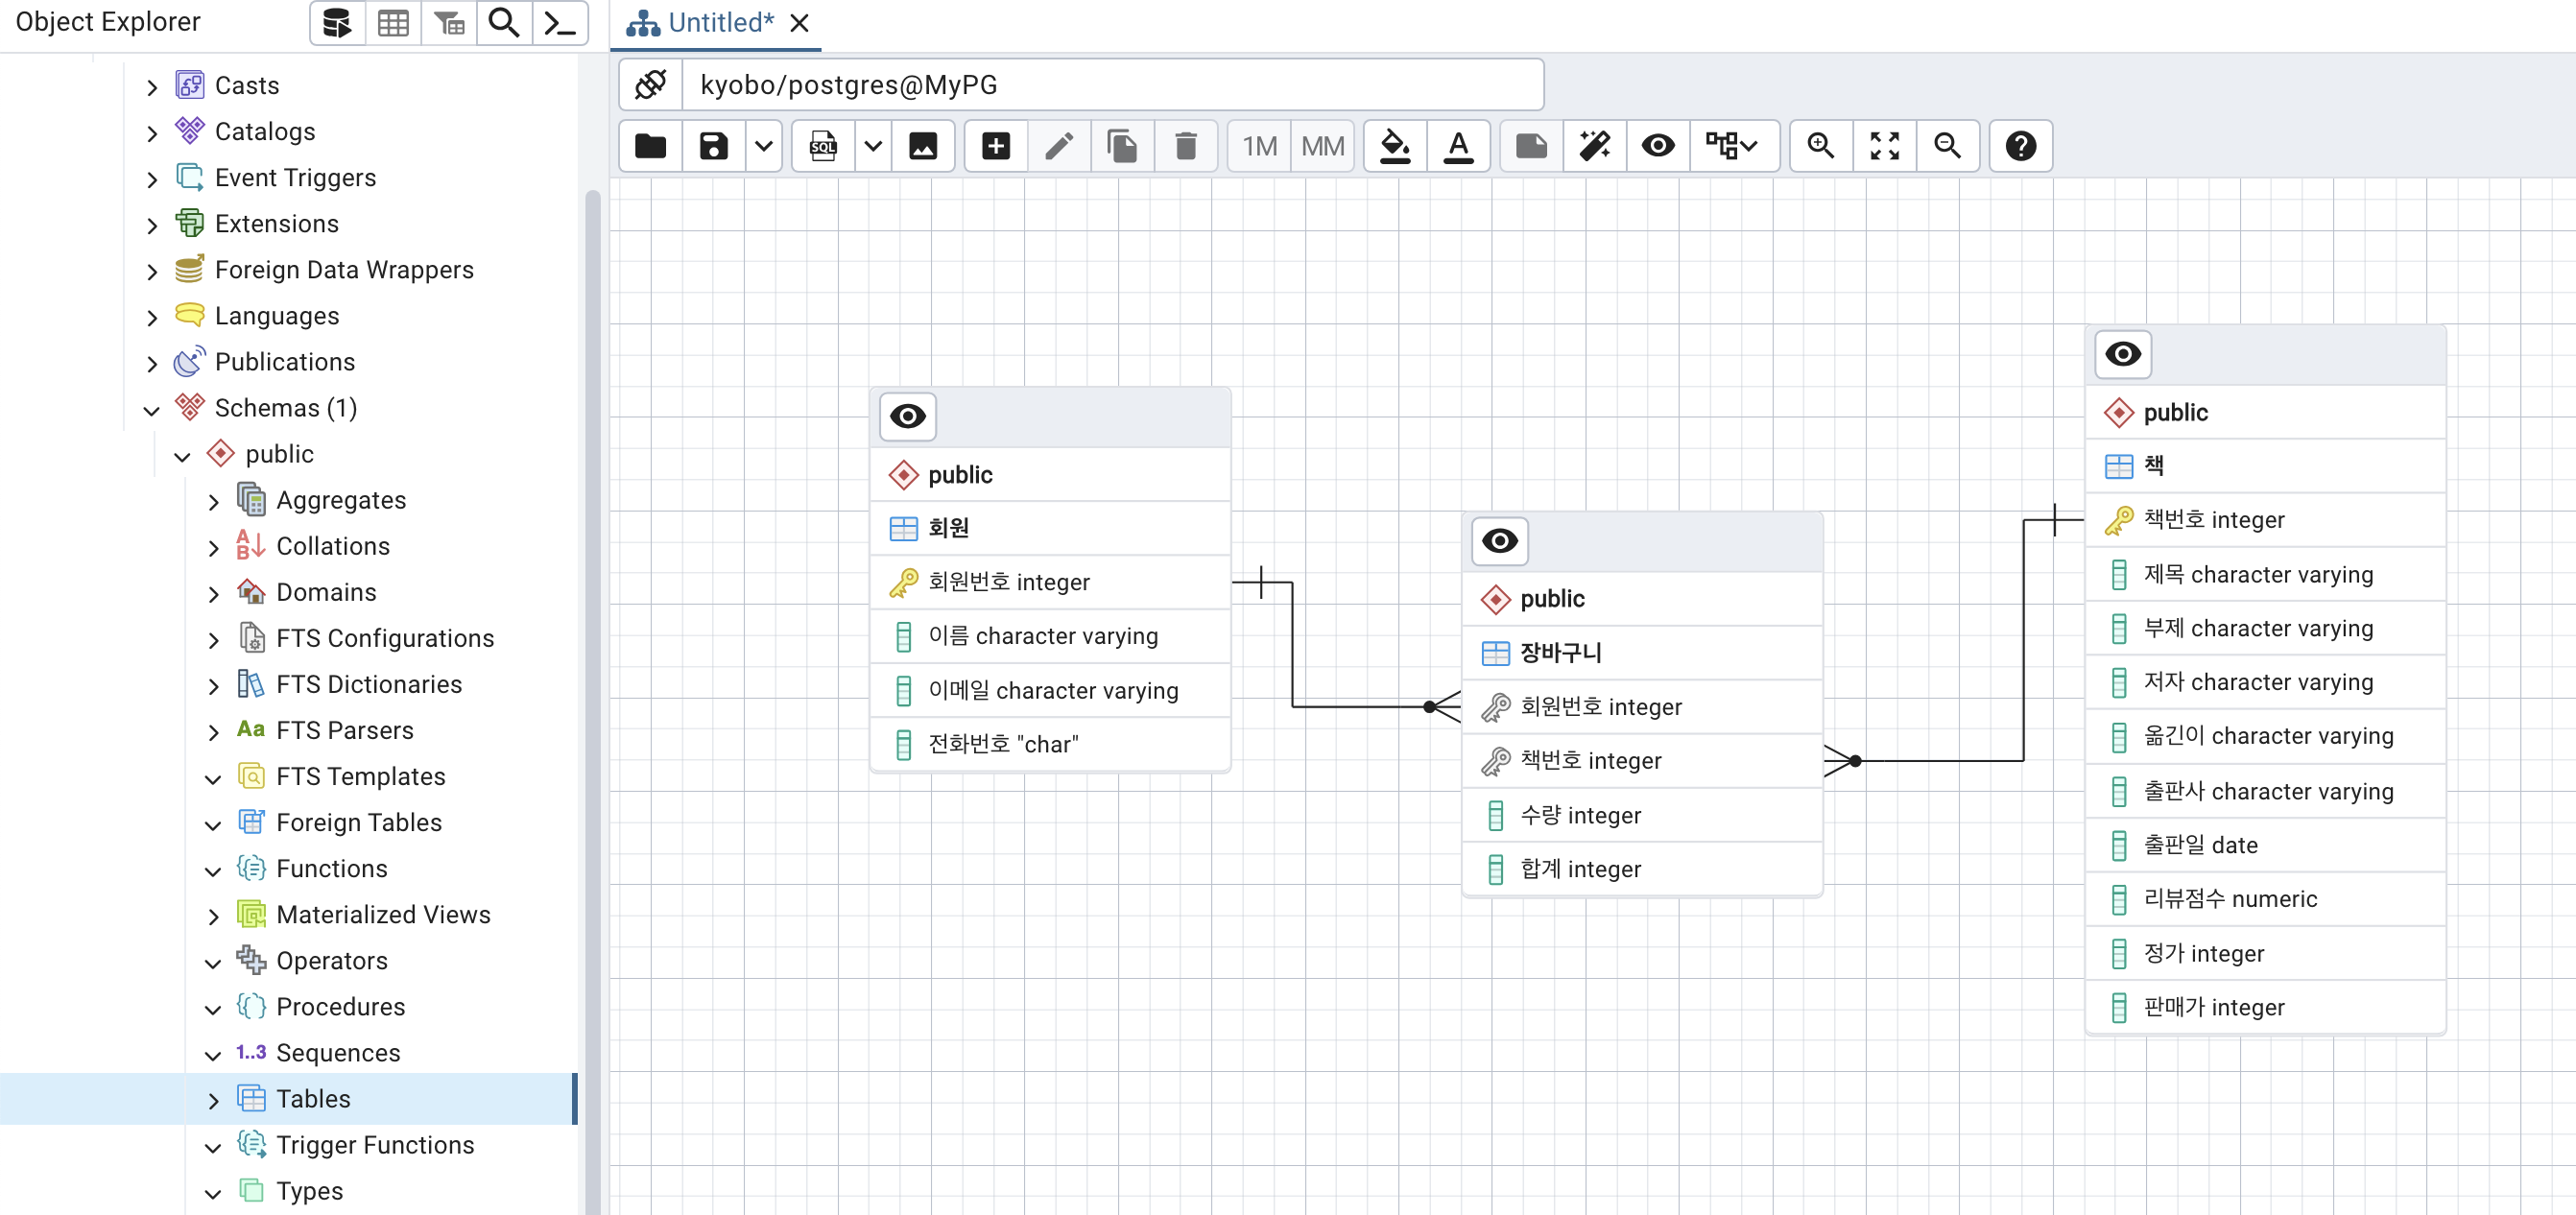 Object Explorer
Casts
Catalogs
Event Triggers
Extensions
Foreign Data Wrappers
Languages
Publications
Schemas (1)
public
Aggregates
Collations
Domains
FTS Configurations
FTS Dictionaries
Aa FTS Parsers
FTS Templates
Foreign Tables
Functions
Materialized Views
Operators
Procedures
1..3 Sequences
Tables
Trigger Functions
Types
Untitled*
kyobo/postgres@MyPG
SQL
1M MM
A
public
회원
회원번호 integer
이름 character varying
이메일 character varying
전화번호 "char"
public
장바구니
회원번호 integer
책번호 integer
수량 integer
합계 integer
public
책
책번호 integer
제목 character varying
부제 character varying
저자 character varying
옮긴이 character varying
출판사 character varying
출판일 date
리뷰점수 numeric
정가 integer
판매가 integer